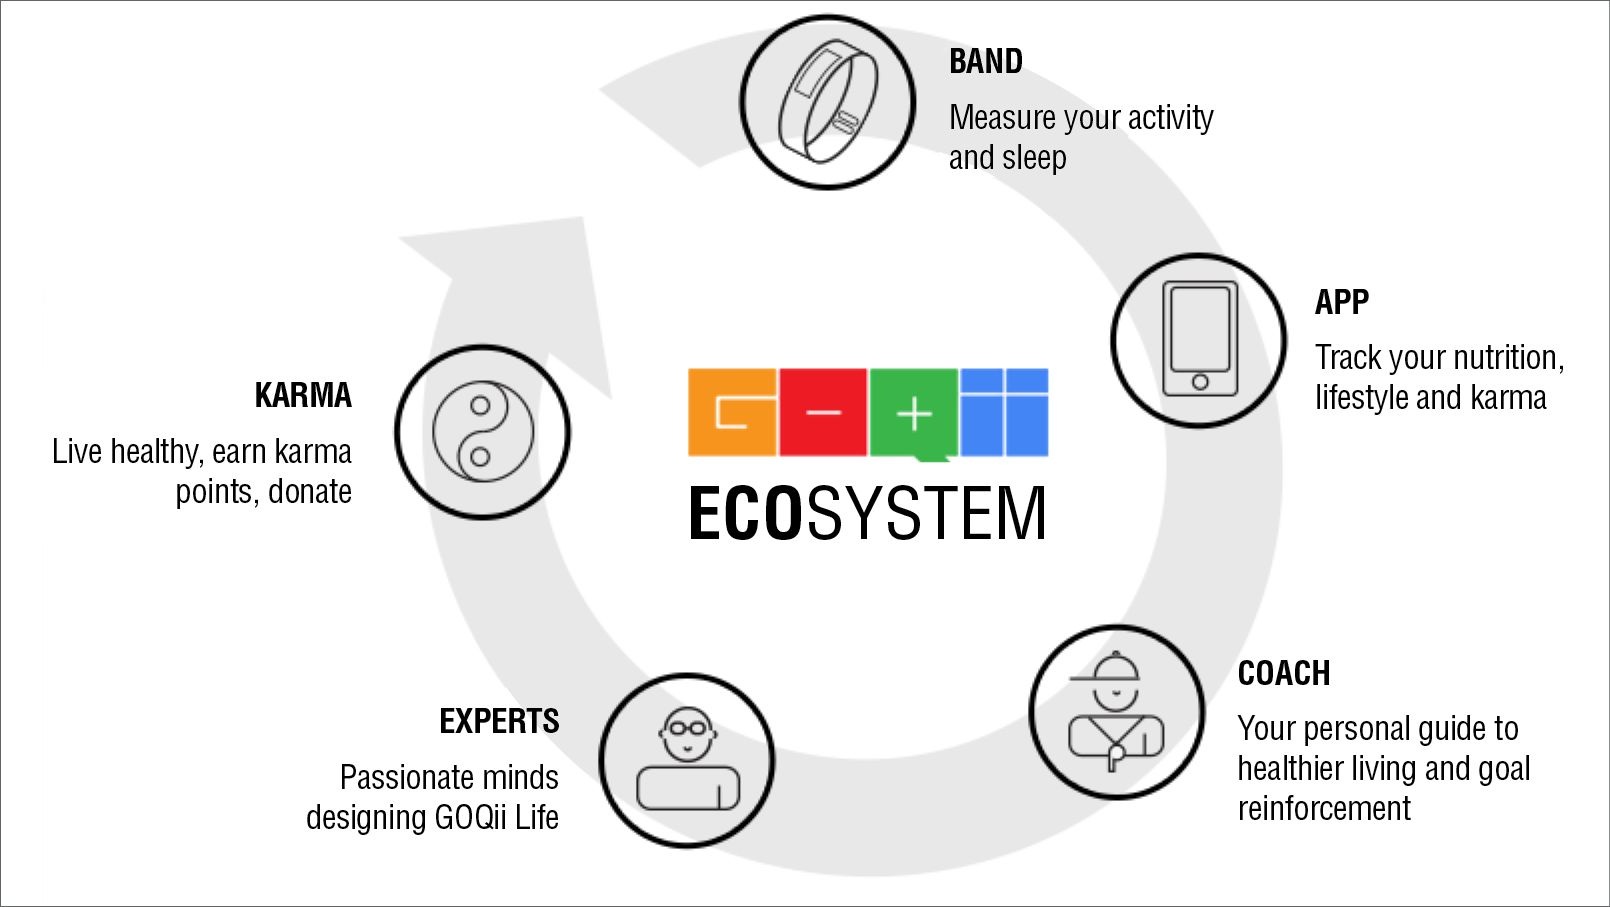 BAND
Measure your activity
and sleep
APP
Track your nutrition,
lifestyle and karma
COACH
Your personal guide to
healthier living and goal
reinforcement
EXPERTS
Passionate minds
designing GOQii Life
KARMA
Live healthy, earn karma
points, donate
GOQii
ECOSYSTEM